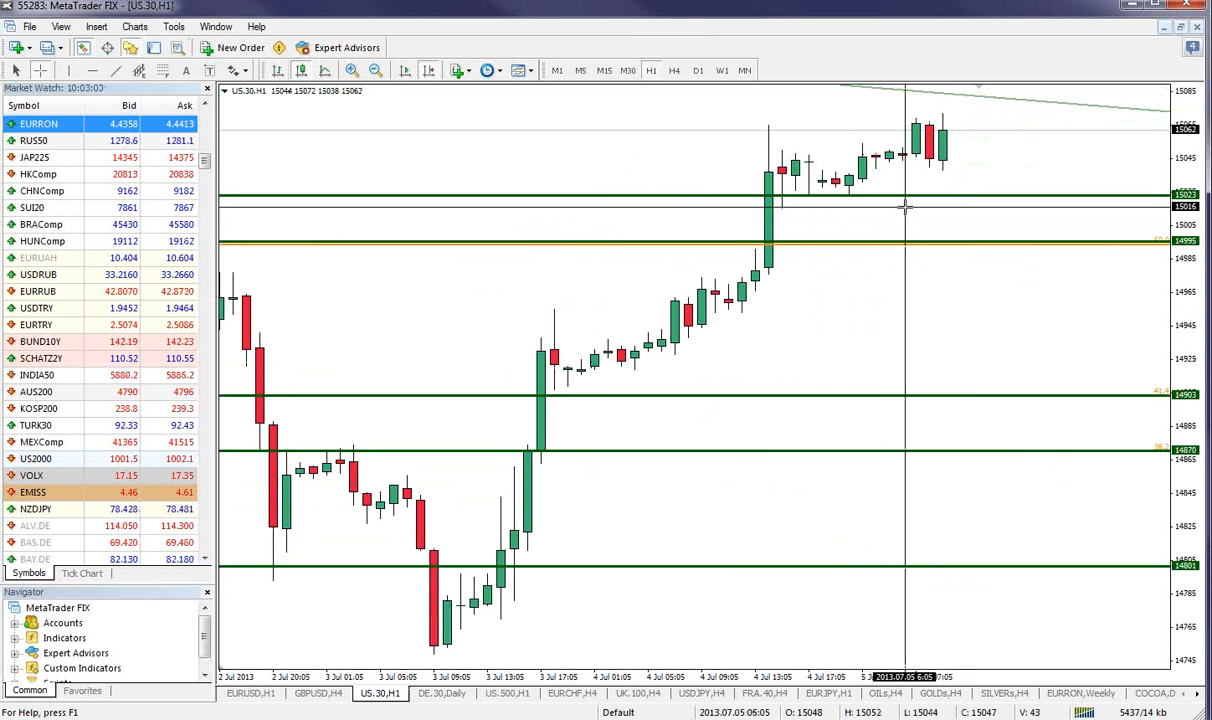 55283: MetaTrader FIX - [US.30,H1]
File View Insert Charts Tools Window Help
New Order Expert Advisors 4
M1 M5 M15 M30 H1 H4 D1 W1 MN
Market Watch: 10:03:00
Symbol Bid Ask
EURRON 4.4358 4.4413
RUS50 1278.6 1281.1
JAP225 14345 14375
HKComp 20813 20838
CHNComp 9162 9182
SUI20 7861 7867
BRAComp 45430 45580
HUNComp 19112 19162
EURUAH 10.404 10.604
USDRUB 33.2160 33.2660
EURRUB 42.8070 42.8720
USDTRY 1.9452 1.9464
EURTRY 2.5074 2.5086
BUND10Y 142.19 142.23
SCHATZ2Y 110.52 110.55
INDIA50 5880.2 5885.2
AUS200 4790 4796
KOSP200 238.8 239.3
TURK30 92.33 92.43
MEXComp 41365 41515
US2000 1001.5 1002.1
VOLX 17.15 17.35
EMISS 4.46 4.61
NZDJPY 78.428 78.481
ALV.DE 114.050 114.300
BAS.DE 69.420 69.460
BAY.DE 82.130 82.180
Symbols Tick Chart
Navigator
MetaTrader FIX
Accounts
Indicators
Expert Advisors
Custom Indicators
Common Favorites
US.30,H1 15044 15072 15038 15062
15085
15062
15045
15023
15016
15005
14995
14985
14965
14945
14925
41.4
14903
14885
38.2
14870
14865
14845
14825
14801
14785
14765
14745
2 Jul 2013 2 Jul 20:05 3 Jul 01:05 3 Jul 05:05 3 Jul 09:05 3 Jul 13:05 3 Jul 17:05 4 Jul 01:05 4 Jul 05:05 4 Jul 09:05 4 Jul 13:05 4 Jul 17:05 2013.07.05 6:05
EURUSD,H1 GBPUSD,H1 US.30,H1 DE.30,Daily US.500,H1 EURCHF,H4 UK.100,H4 USDJPY,H4 FRA.40,H4 EURJPY,H1 OILs,H4 GOLDs,H4 SILVERs,H4 EURRON,Weekly COCOA,D
For Help, press F1 Default 2013.07.05 06:05 O: 15048 H: 15052 L: 15044 C: 15047 V: 43 5437/14 kb